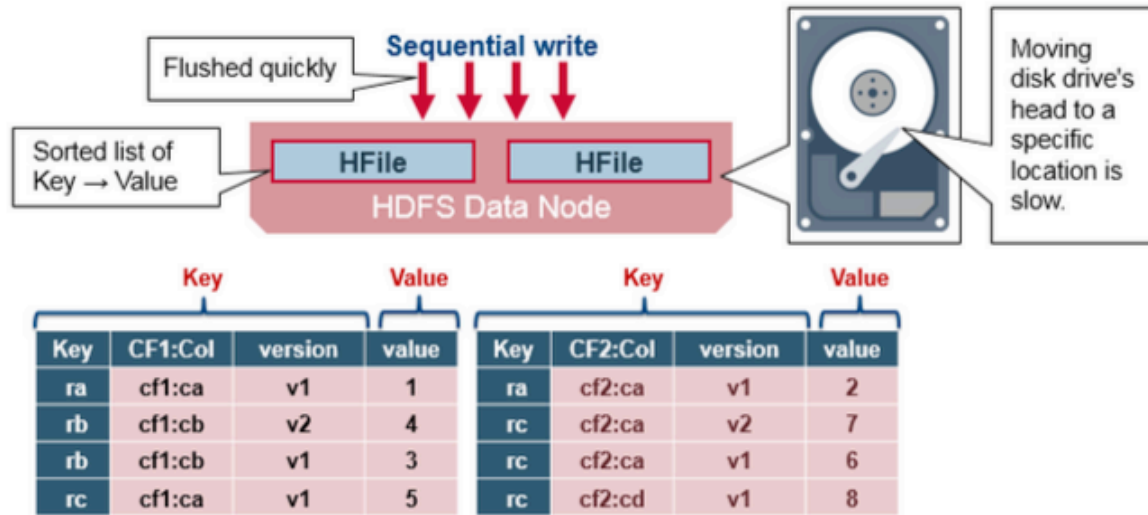 Sequential write
Flushed quickly
Sorted list of
Key → Value
HFile
HFile
HDFS Data Node
Moving
disk drive's
head to a
specific
location is
slow.
Key Value Key Value
Key CF1:Col version value Key CF2:Col version value
ra cf1:ca v1 1 ra cf2:ca v1 2
rb cf1:cb v2 4 rc cf2:ca v2 7
rb cf1:cb v1 3 rc cf2:ca v1 6
rc cf1:ca v1 5 rc cf2:cd v1 8